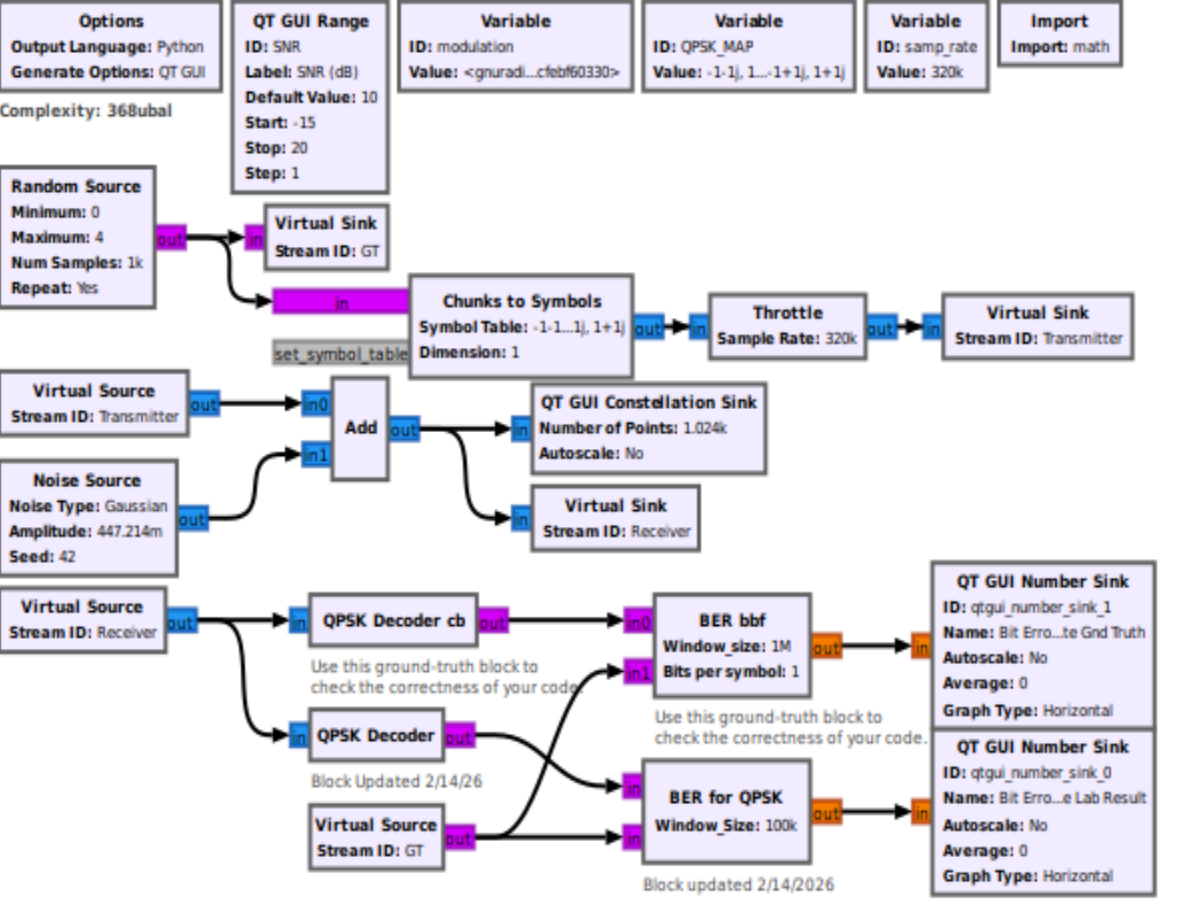 Options
Output Language: Python
Generate Options: QT GUI
Complexity: 368ubal
QT GUI Range
ID: SNR
Label: SNR (dB)
Default Value: 10
Start: -15
Stop: 20
Step: 1
Variable
ID: modulation
Value: <gnuradi...cfebf60330>
Variable
ID: QPSK_MAP
Value: -1-1j, 1...-1+1j, 1+1j
Variable
ID: samp_rate
Value: 320k
Import
Import: math
Random Source
Minimum: 0
Maximum: 4
Num Samples: 1k
Repeat: Yes
out
in
Virtual Sink
Stream ID: GT
in
set_symbol_table
Chunks to Symbols
Symbol Table: -1-1...1j, 1+1j
Dimension: 1
out
in
Throttle
Sample Rate: 320k
out
in
Virtual Sink
Stream ID: Transmitter
Virtual Source
Stream ID: Transmitter
out
Noise Source
Noise Type: Gaussian
Amplitude: 447.214m
Seed: 42
out
in0
in1
Add
out
in
QT GUI Constellation Sink
Number of Points: 1.024k
Autoscale: No
in
Virtual Sink
Stream ID: Receiver
Virtual Source
Stream ID: Receiver
out
in
QPSK Decoder cb
out
Use this ground-truth block to
check the correctness of your code.
in
QPSK Decoder
out
Block Updated 2/14/26
Virtual Source
Stream ID: GT
out
in0
in1
BER bbf
Window_size: 1M
Bits per symbol: 1
out
Use this ground-truth block to
check the correctness of your code.
in
in
BER for QPSK
Window_Size: 100k
out
Block updated 2/14/2026
in
QT GUI Number Sink
ID: qtgui_number_sink_1
Name: Bit Erro...te Gnd Truth
Autoscale: No
Average: 0
Graph Type: Horizontal
in
QT GUI Number Sink
ID: qtgui_number_sink_0
Name: Bit Erro...e Lab Result
Autoscale: No
Average: 0
Graph Type: Horizontal